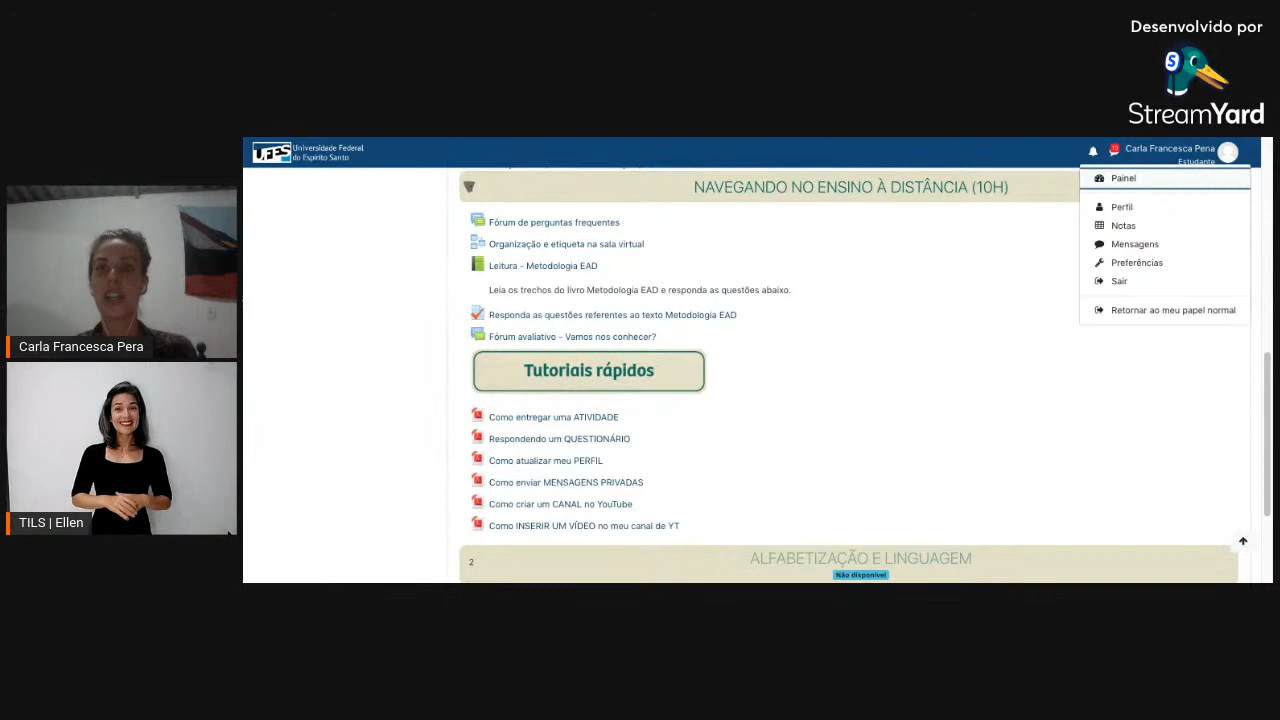 Desenvolvido por
StreamYard
UFES
Universidade Federal
do Espírito Santo
Carla Francesca Pena
Estudante
NAVEGANDO NO ENSINO À DISTÂNCIA (10H)
Painel
Perfil
Notas
Mensagens
Preferências
Sair
Retornar ao meu papel normal
Fórum de perguntas frequentes
Organização e etiqueta na sala virtual
Leitura - Metodologia EAD
Leia os trechos do livro Metodologia EAD e responda as questões abaixo.
Responda as questões referentes ao texto Metodologia EAD
Fórum avaliativo - Vamos nos conhecer?
Tutoriais rápidos
Como entregar uma ATIVIDADE
Respondendo um QUESTIONÁRIO
Como atualizar meu PERFIL
Como enviar MENSAGENS PRIVADAS
Como criar um CANAL no YouTube
Como INSERIR UM VÍDEO no meu canal de YT
2
ALFABETIZAÇÃO E LINGUAGEM
Não disponível
Carla Francesca Pera
TILS | Ellen